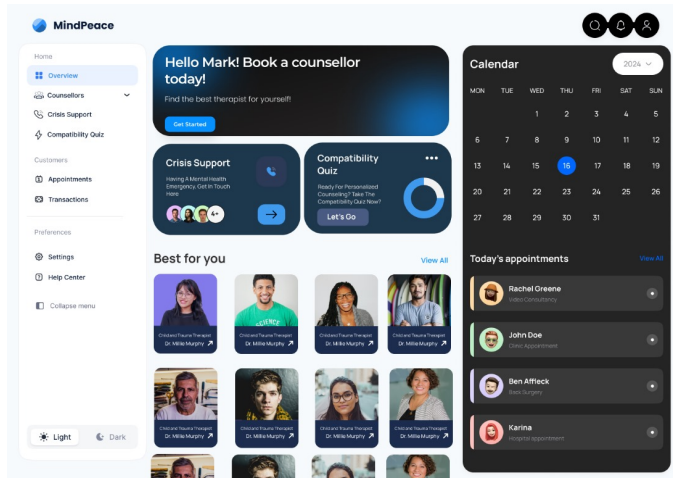 MindPeace
Home
Overview
Counsellors
Crisis Support
Compatibility Quiz
Customers
Appointments
Transactions
Preferences
Settings
Help Center
Collapse menu
Light
Dark
Hello Mark! Book a counsellor
today!
Find the best therapist for yourself!
Get Started
Crisis Support
Having A Mental Health
Emergency, Get In Touch
Here
4+
Compatibility
Quiz
Ready For Personalized
Counseling? Take The
Compatibility Quiz Now?
Let's Go
Best for you
View All
Child and Trauma Therapist
Dr. Millie Murphy
Child and Trauma Therapist
Dr. Millie Murphy
Child and Trauma Therapist
Dr. Millie Murphy
Child and Trauma Therapist
Dr. Millie Murphy
Child and Trauma Therapist
Dr. Millie Murphy
Child and Trauma Therapist
Dr. Millie Murphy
Child and Trauma Therapist
Dr. Millie Murphy
Child and Trauma Therapist
Dr. Millie Murphy
Calendar
2024
MON TUE WED THU FRI SAT SUN
1 2 3 4 5
6 7 8 9 10 11 12
13 14 15 16 17 18 19
20 21 22 23 24 25 26
27 28 29 30 31
Today's appointments
View All
Rachel Greene
Video Consultancy
John Doe
Clinic Appointment
Ben Affleck
Back Surgery
Karina
Hospital appointment